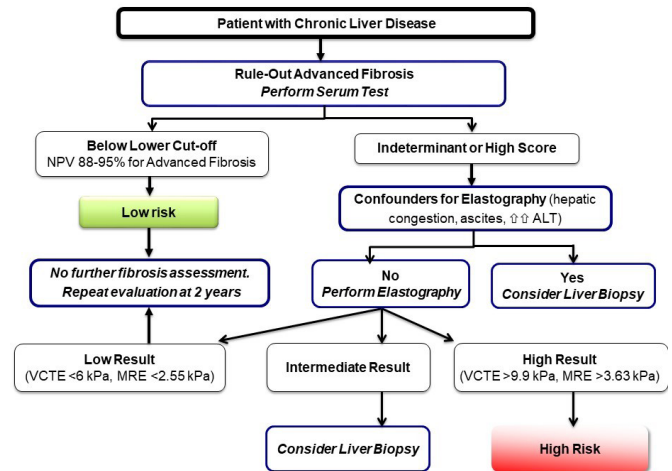 Patient with Chronic Liver Disease
Rule-Out Advanced Fibrosis
Perform Serum Test
Below Lower Cut-off
NPV 88-95% for Advanced Fibrosis
Indeterminant or High Score
Low risk
Confounders for Elastography (hepatic
congestion, ascites, ⇧⇧ ALT)
No further fibrosis assessment.
Repeat evaluation at 2 years
No
Perform Elastography
Yes
Consider Liver Biopsy
Low Result
(VCTE <6 kPa, MRE <2.55 kPa)
Intermediate Result
High Result
(VCTE >9.9 kPa, MRE >3.63 kPa)
Consider Liver Biopsy
High Risk